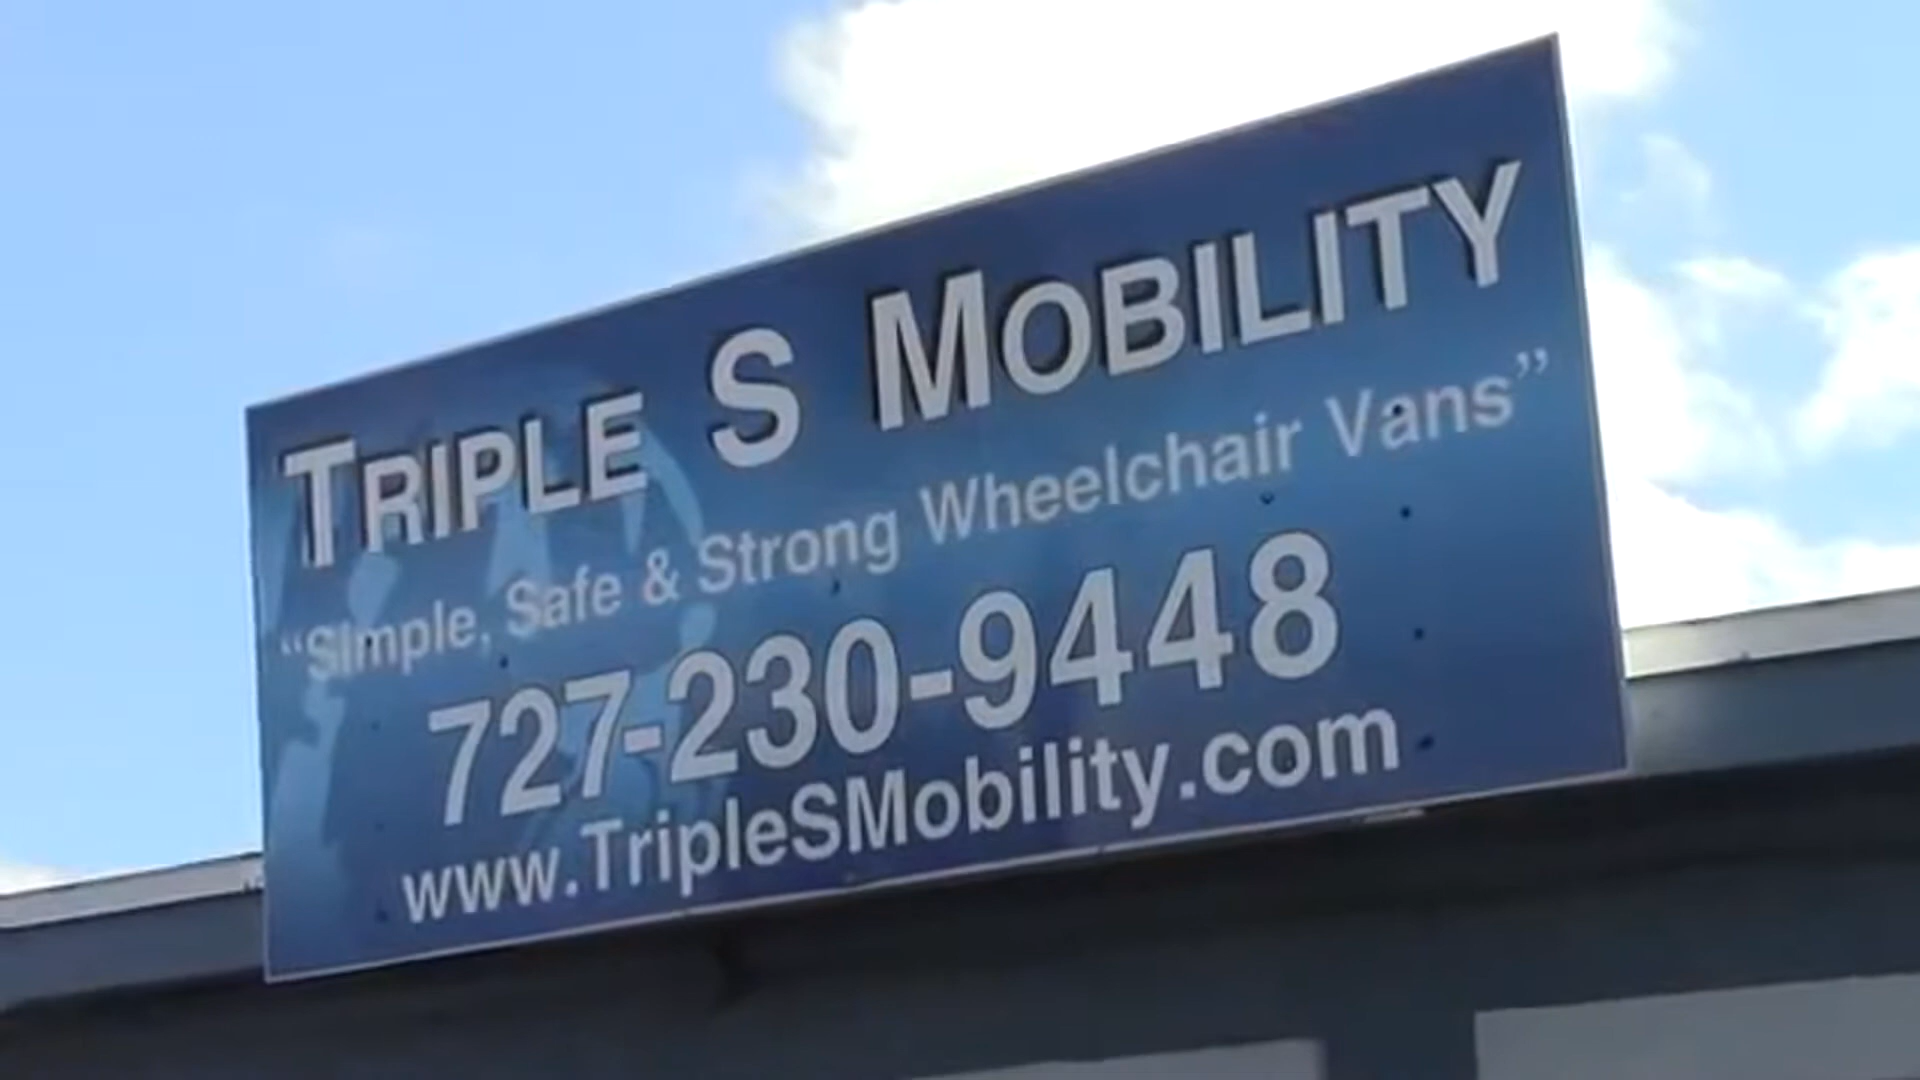 TRIPLE S MOBILITY
“Simple, Safe & Strong Wheelchair Vans”
727-230-9448
www.TripleSMobility.com